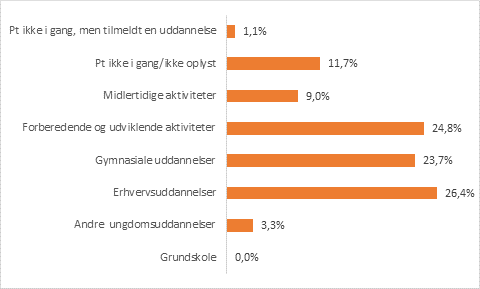 Pt ikke i gang, men tilmeldt en uddannelse 1,1%
Pt ikke i gang/ikke oplyst 11,7%
Midlertidige aktiviteter 9,0%
Forberedende og udviklende aktiviteter 24,8%
Gymnasiale uddannelser 23,7%
Erhvervsuddannelser 26,4%
Andre ungdomsuddannelser 3,3%
Grundskole 0,0%